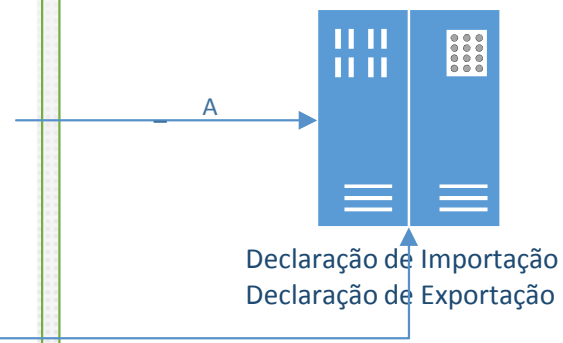 _ A
Declaração de Importação
Declaração de Exportação